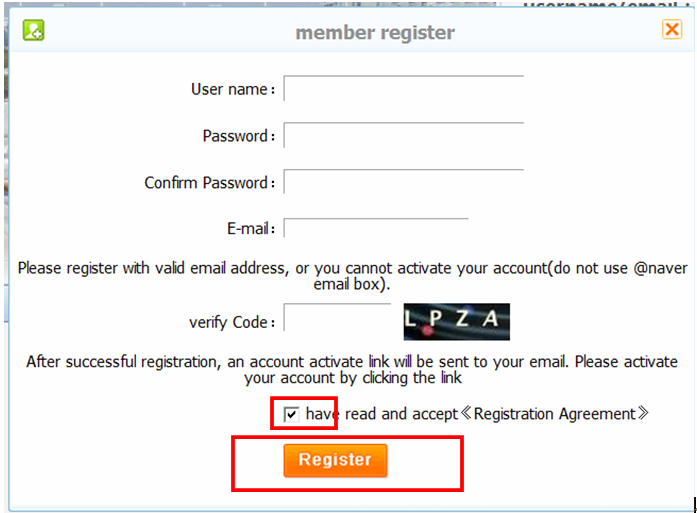 username/email :
member register
User name :
Password :
Confirm Password :
E-mail :
Please register with valid email address, or you cannot activate your account(do not use @naver
email box).
verify Code :
LPZA
After successful registration, an account activate link will be sent to your email. Please activate
your account by clicking the link
have read and accept《Registration Agreement》
Register